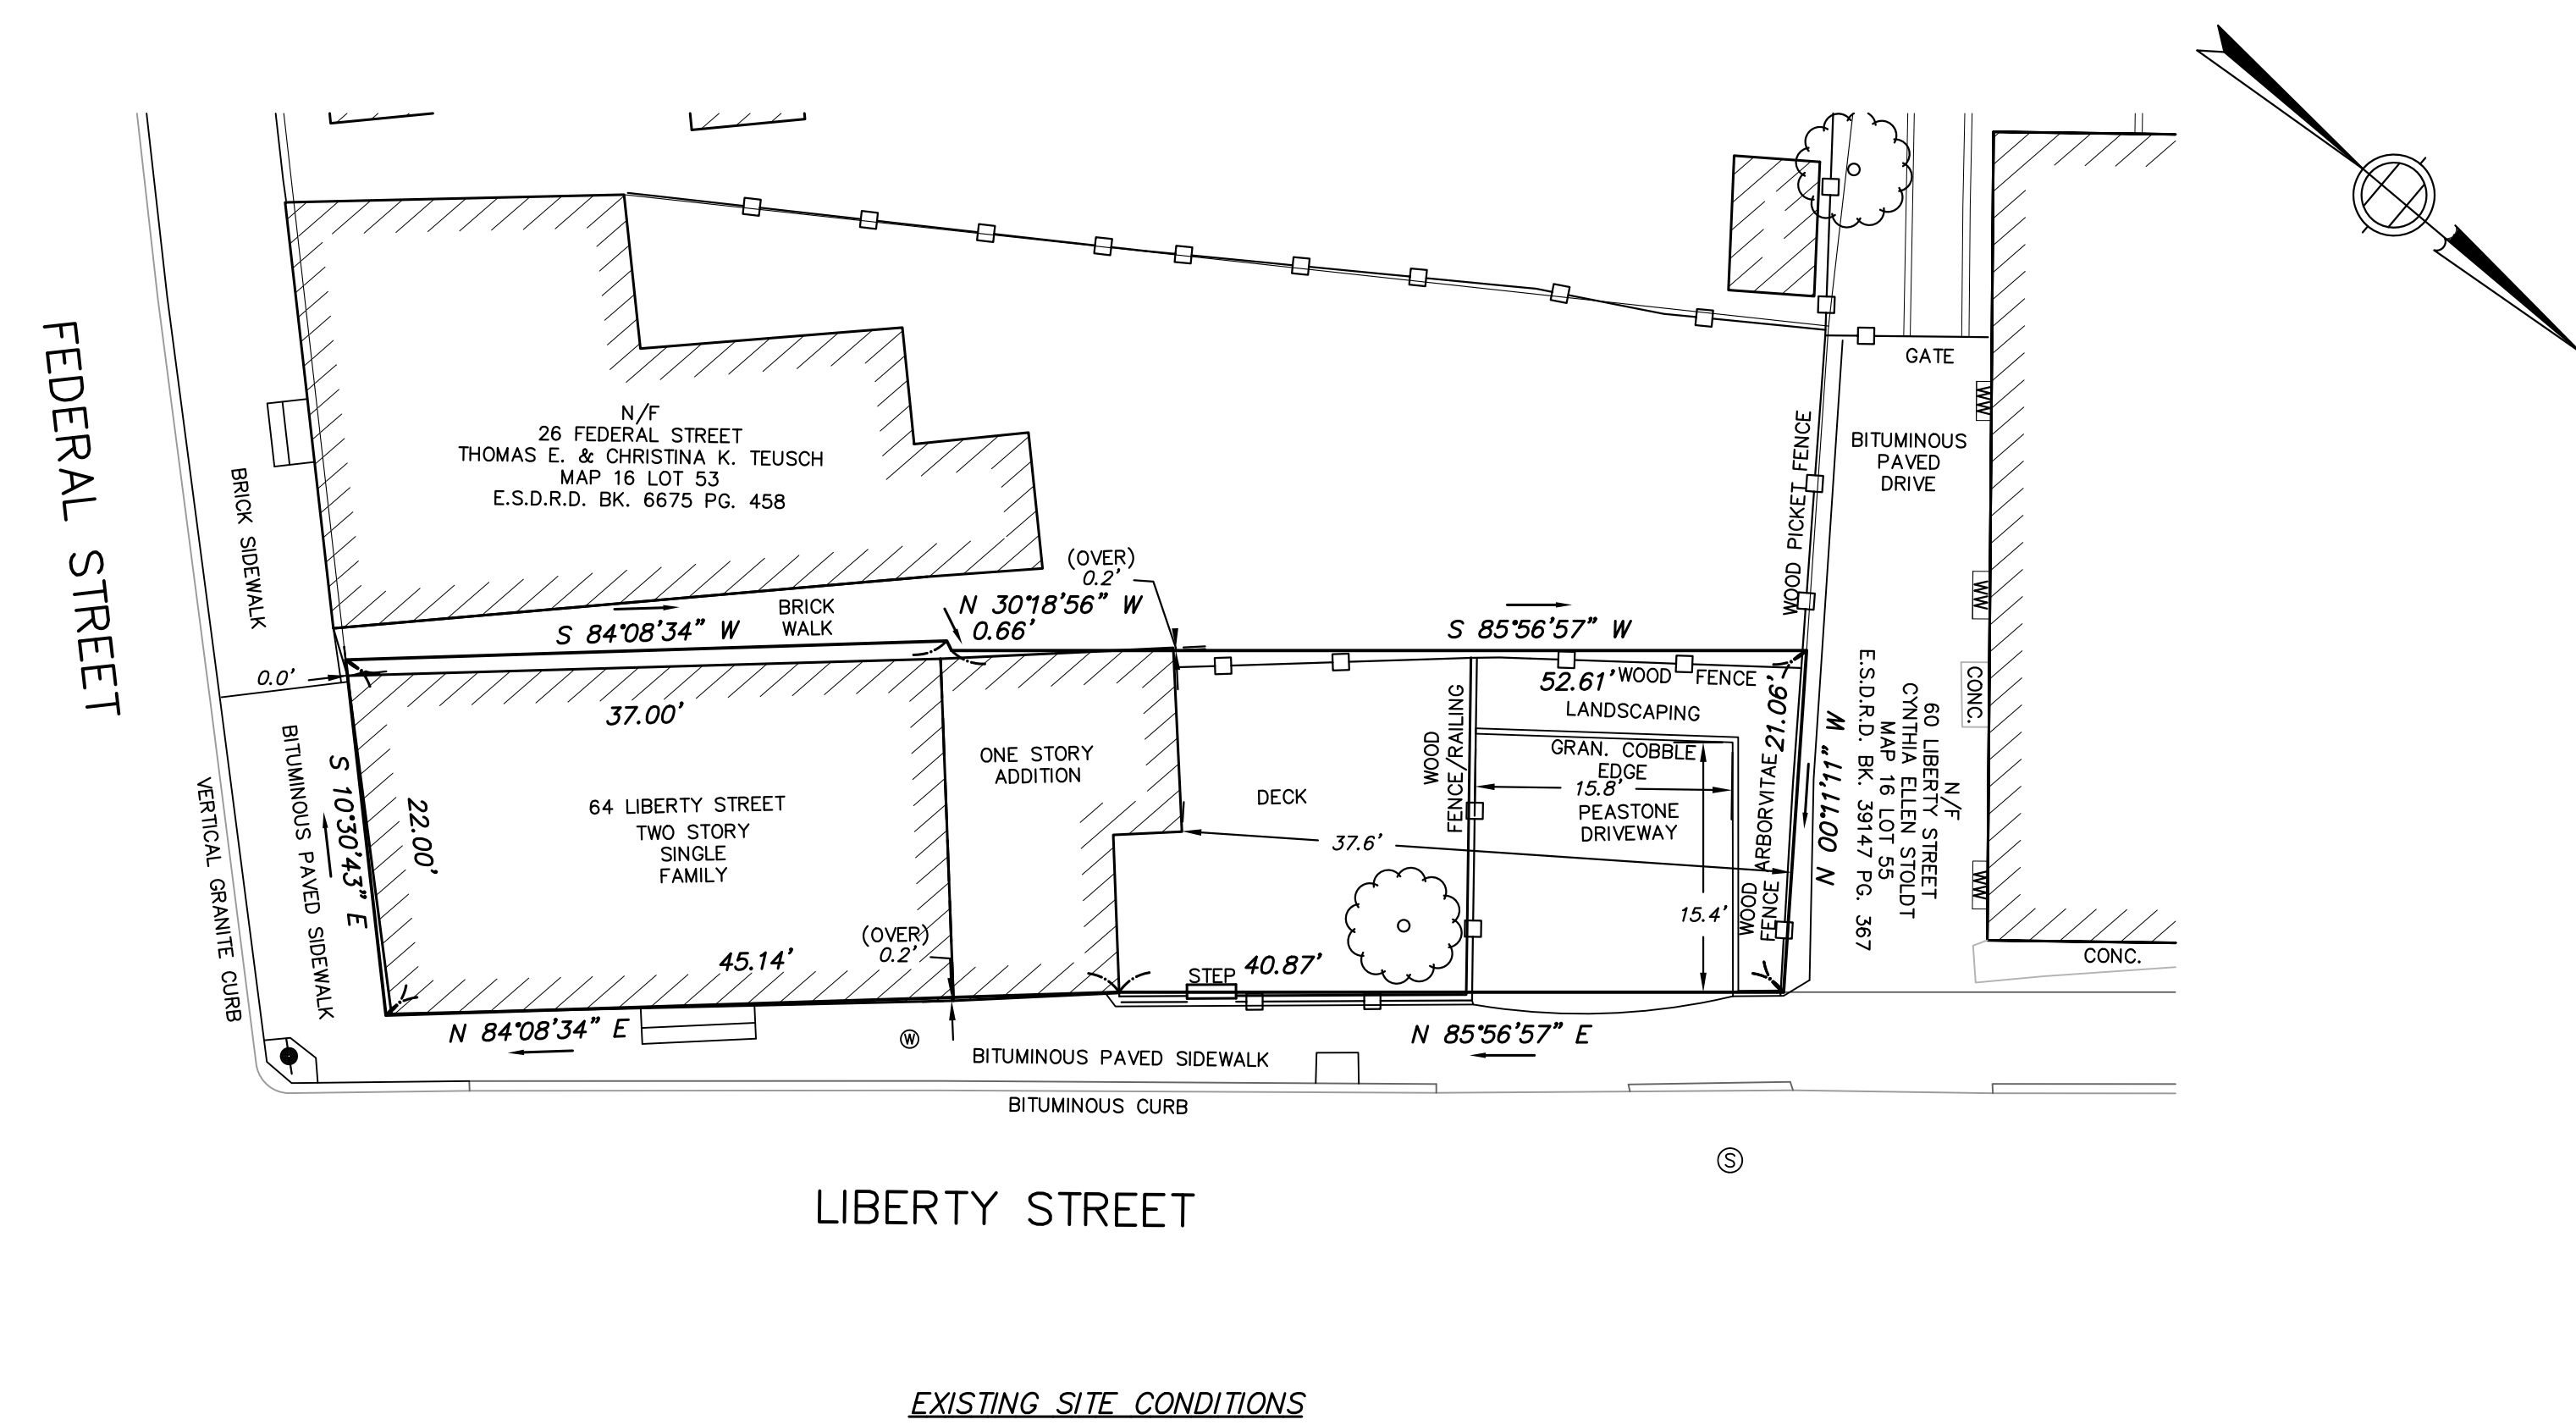 FEDERAL STREET
GATE
N/F
26 FEDERAL STREET
THOMAS E. & CHRISTINA K. TEUSCH
MAP 16 LOT 53
E.S.D.R.D. BK. 6675 PG. 458
BITUMINOUS
PAVED
DRIVE
WOOD PICKET FENCE
BRICK SIDEWALK
(OVER)
0.2'
BRICK
WALK
N 30°18'56" W
0.66'
S 84°08'34" W
S 85°56'57" W
0.0'
37.00'
52.61'
WOOD FENCE
21.06'
LANDSCAPING
WOOD
FENCE/RAILING
GRAN. COBBLE
EDGE
15.8'
PEASTONE
DRIVEWAY
ARBORVITAE
N 00°11'11" W
N/F
60 LIBERTY STREET
CYNTHIA ELLEN STOLDT
MAP 16 LOT 55
E.S.D.R.D. BK. 39147 PG. 367
CONC.
ONE STORY
ADDITION
DECK
37.6'
15.4'
WOOD
FENCE
64 LIBERTY STREET
TWO STORY
SINGLE
FAMILY
22.00'
S 10°30'43" E
BITUMINOUS PAVED SIDEWALK
VERTICAL GRANITE CURB
(OVER)
0.2'
45.14'
STEP
40.87'
CONC.
N 84°08'34" E
W
N 85°56'57" E
BITUMINOUS PAVED SIDEWALK
BITUMINOUS CURB
S
LIBERTY STREET
EXISTING SITE CONDITIONS